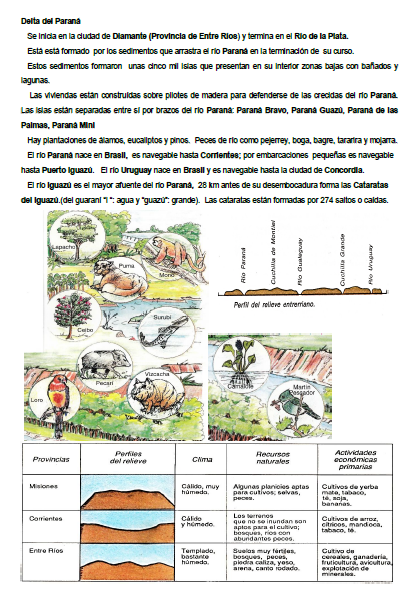 Delta del Paraná
Se inicia en la ciudad de Diamante (Provincia de Entre Ríos) y termina en el Río de la Plata.
Está está formado por los sedimentos que arrastra el río Paraná en la terminación de su curso.
Estos sedimentos formaron unas cinco mil islas que presentan en su interior zonas bajas con bañados y
lagunas.
Las viviendas están construidas sobre pilotes de madera para defenderse de las crecidas del río Paraná.
Las islas están separadas entre sí por brazos del río Paraná: Paraná Bravo, Paraná Guazú, Paraná de las
Palmas, Paraná Mini
Hay plantaciones de álamos, eucaliptos y pinos. Peces de río como pejerrey, boga, bagre, tararira y mojarra.
El río Paraná nace en Brasil, es navegable hasta Corrientes; por embarcaciones pequeñas es navegable
hasta Puerto Iguazú. El río Uruguay nace en Brasil y es navegable hasta la ciudad de Concordia.
El río Iguazú es el mayor afuente del río Paraná, 28 km antes de su desembocadura forma las Cataratas
del Iguazú.(del guaraní "i ": agua y "guazú": grande). Las cataratas están formadas por 274 saltos o caídas.
Lapacho
Mono
Puma
Ceibo
Surubí
Pecarí
Vizcacha
Loro
Río Paraná
Cuchilla de Montiel
Río Gualeguay
Cuchilla Grande
Río Uruguay
Perfil del relieve entrerriano.
Camalote
Martín
pescador
Provincias
Perfiles
del relieve
Clima
Recursos
naturales
Actividades
económicas
primarias
Misiones
Cálido, muy
húmedo.
Algunas planicies aptas
para cultivos; selvas,
peces.
Cultivos de yerba
mate, tabaco,
té, soja,
bananas.
Corrientes
Cálido
y húmedo.
Los terrenos
que no se inundan son
aptos para el cultivo;
bosques, ríos con
abundantes peces.
Cultivos de arroz,
cítricos, mandioca,
tabaco, té.
Entre Ríos
Templado,
bastante
húmedo.
Suelos muy fértiles,
bosques, peces,
piedra caliza, yeso,
arena, canto rodado.
Cultivo de
cereales, ganadería,
fruticultura, avicultura,
explotación de
minerales.